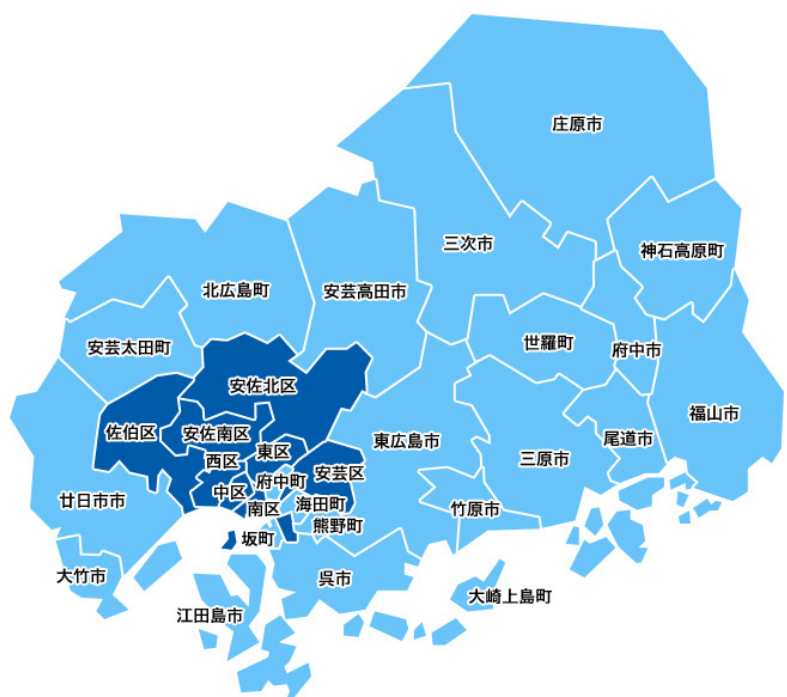 庄原市
三次市
神石高原町
北広島町
安芸高田市
世羅町
安芸太田町
府中市
安佐北区
福山市
佐伯区
安佐南区
東広島市
尾道市
東区
西区
三原市
安芸区
府中町
中区
廿日市市
海田町
南区
竹原市
熊野町
坂町
大竹市
呉市
大崎上島町
江田島市